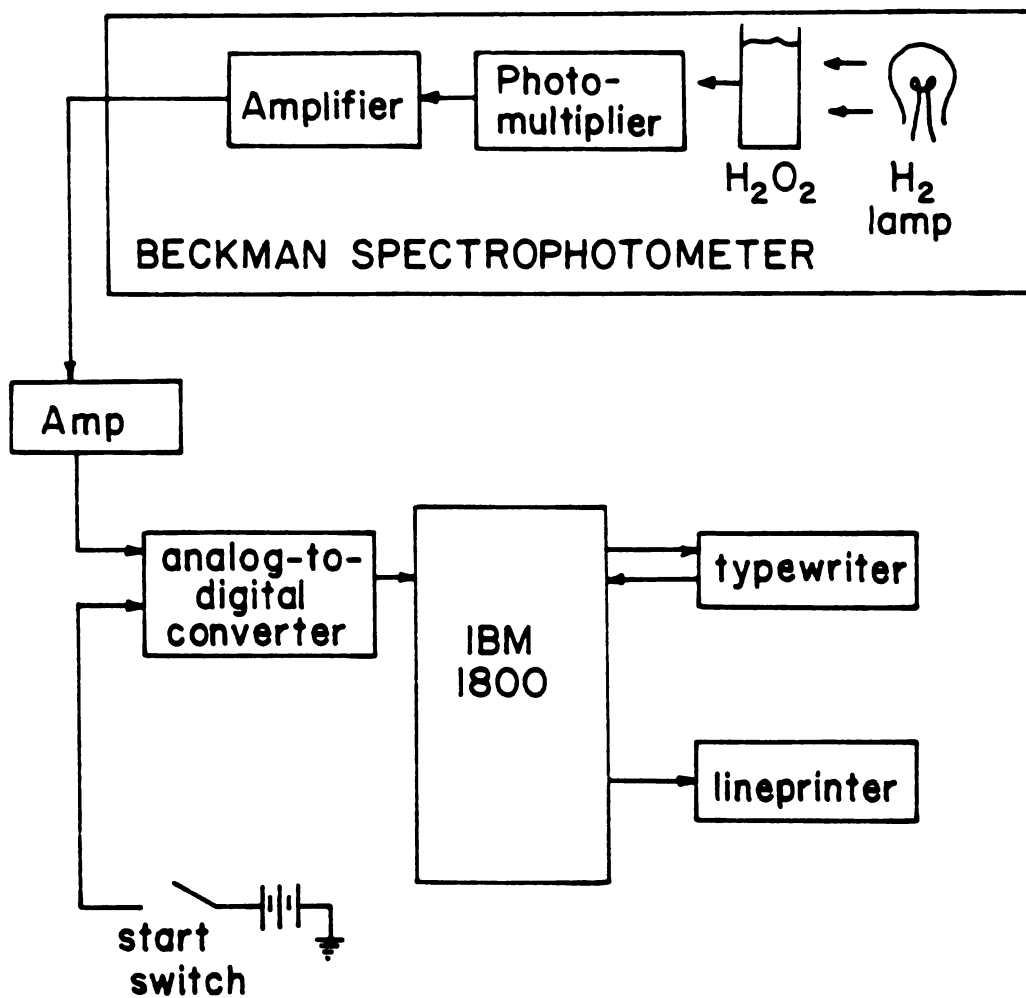 Amplifier
Photo-
multiplier
H₂O₂
H₂
lamp
BECKMAN SPECTROPHOTOMETER
Amp
analog-to-
digital
converter
IBM
1800
typewriter
lineprinter
start
switch